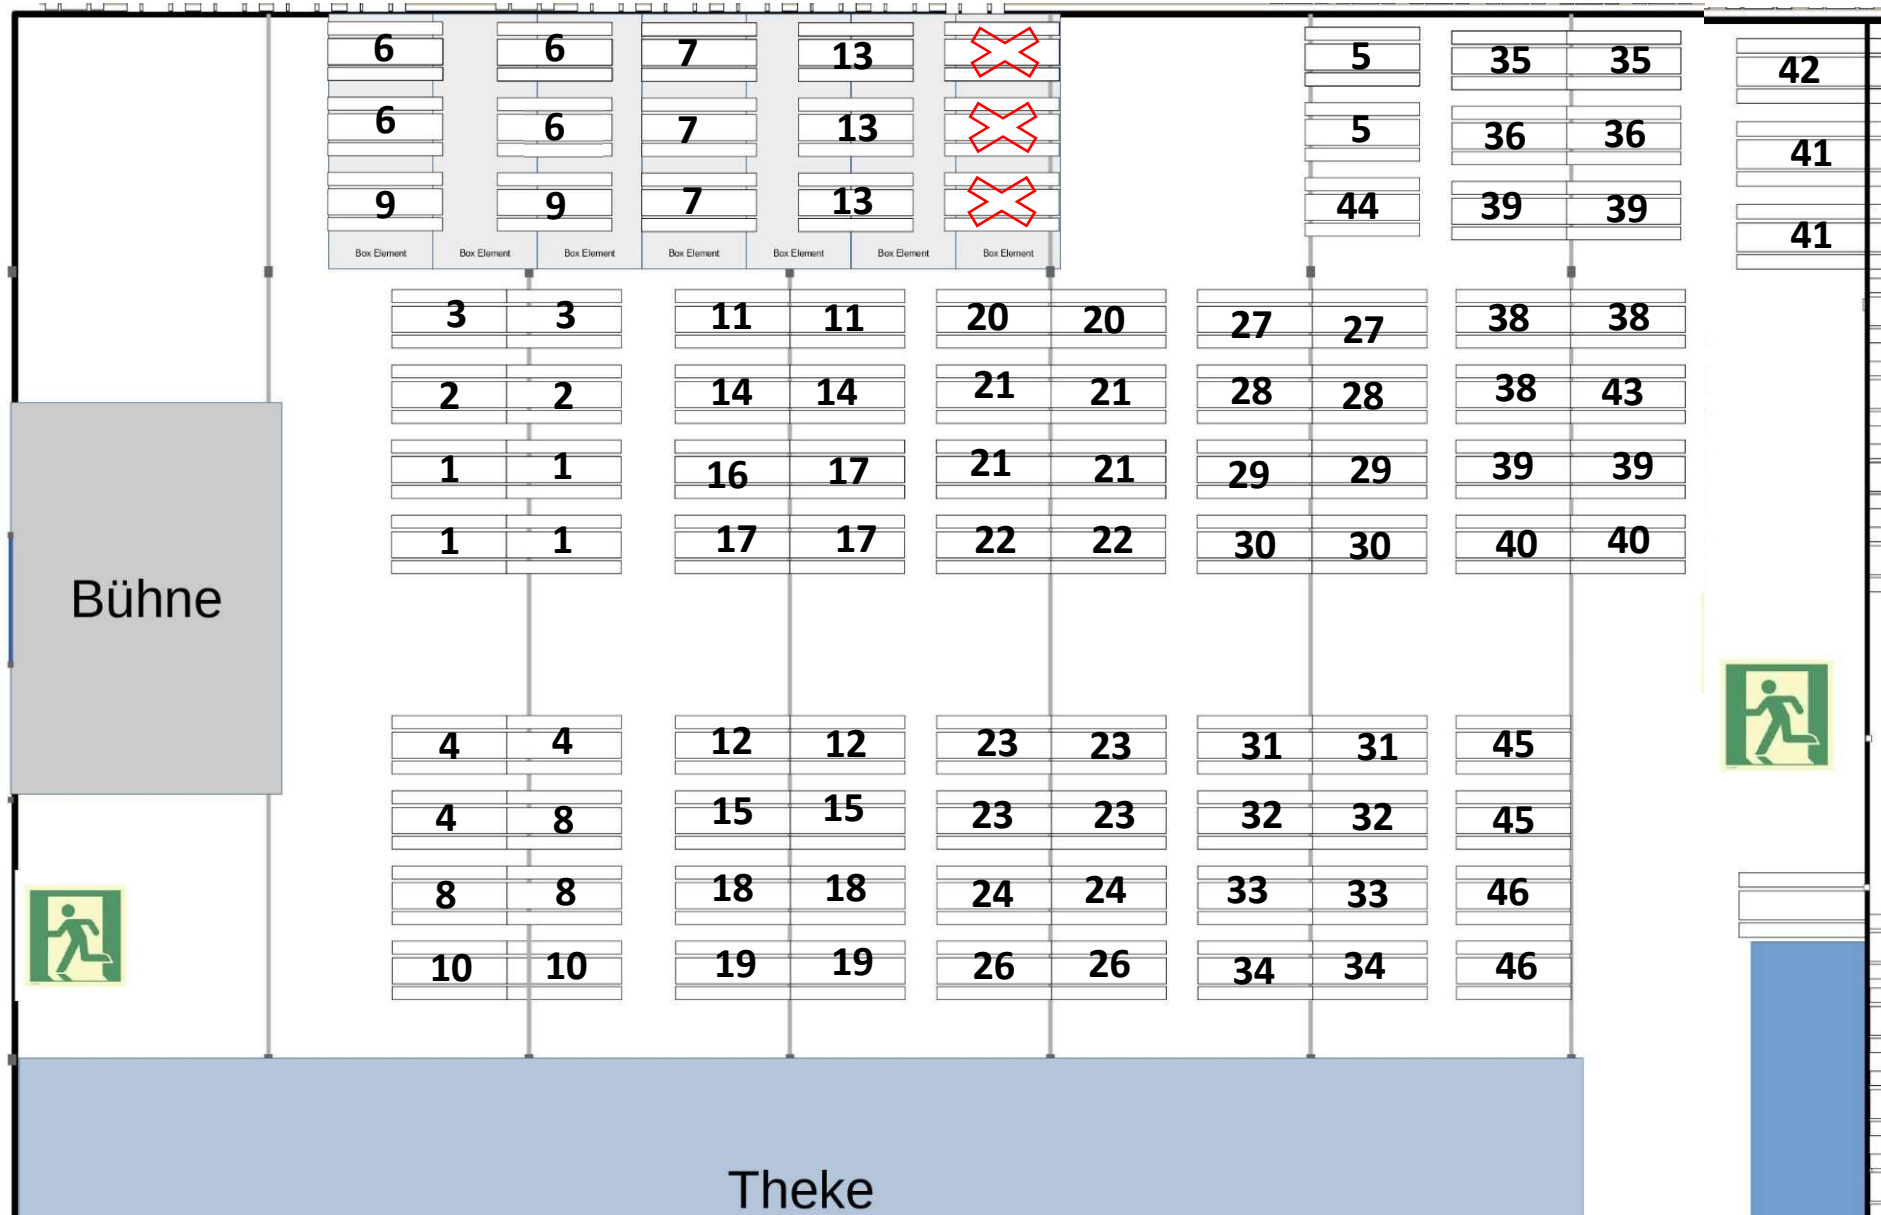 6 6 7 13 5 35 35 42
6 6 7 13 5 36 36 41
9 9 7 13 44 39 39 41
Box Element Box Element Box Element Box Element Box Element Box Element Box Element
3 3 11 11 20 20 27 27 38 38
2 2 14 14 21 21 28 28 38 43
1 1 16 17 21 21 29 29 39 39
1 1 17 17 22 22 30 30 40 40
Bühne
4 4 12 12 23 23 31 31 45
4 8 15 15 23 23 32 32 45
8 8 18 18 24 24 33 33 46
10 10 19 19 26 26 34 34 46
Theke